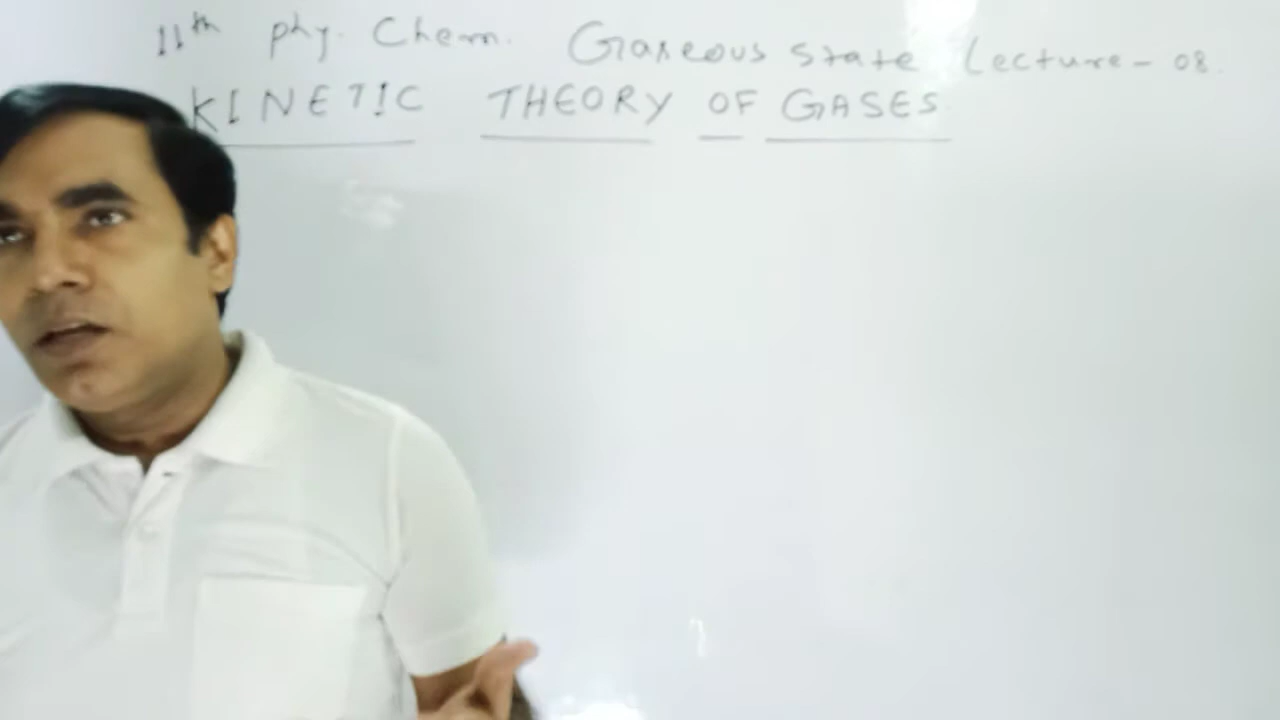 11th phy. Chem. Gaseous State Lecture - 08.
KINETIC THEORY OF GASES